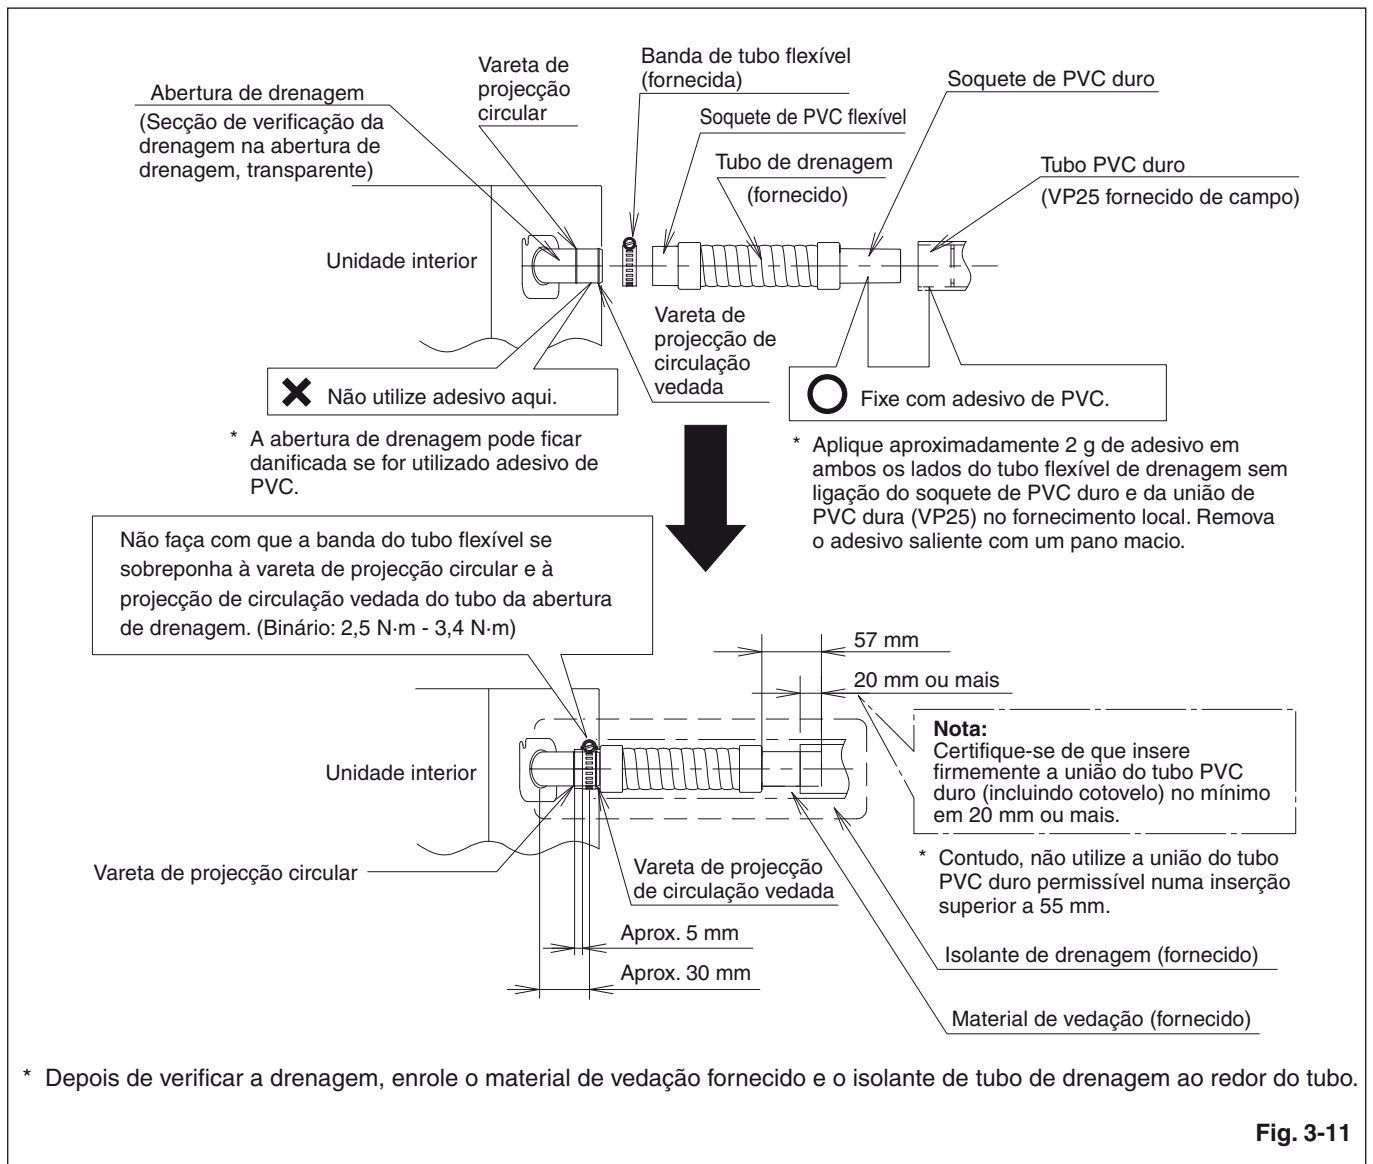 Abertura de drenagem
(Secção de verificação da
drenagem na abertura de
drenagem, transparente)
Vareta de
projecção
circular
Banda de tubo flexível
(fornecida)
Soquete de PVC flexível
Tubo de drenagem
(fornecido)
Soquete de PVC duro
Tubo PVC duro
(VP25 fornecido de campo)
Unidade interior
Vareta de
projecção de
circulação
vedada
Não utilize adesivo aqui.
* A abertura de drenagem pode ficar
danificada se for utilizado adesivo de
PVC.
Fixe com adesivo de PVC.
* Aplique aproximadamente 2 g de adesivo em
ambos os lados do tubo flexível de drenagem sem
ligação do soquete de PVC duro e da união de
PVC dura (VP25) no fornecimento local. Remova
o adesivo saliente com um pano macio.
Não faça com que a banda do tubo flexível se
sobreponha à vareta de projecção circular e à
projecção de circulação vedada do tubo da abertura
de drenagem. (Binário: 2,5 N·m - 3,4 N·m)
57 mm
20 mm ou mais
Nota:
Certifique-se de que insere
firmemente a união do tubo PVC
duro (incluindo cotovelo) no mínimo
em 20 mm ou mais.
* Contudo, não utilize a união do tubo
PVC duro permissível numa inserção
superior a 55 mm.
Unidade interior
Vareta de projecção circular
Vareta de projecção
de circulação vedada
Aprox. 5 mm
Aprox. 30 mm
Isolante de drenagem (fornecido)
Material de vedação (fornecido)
* Depois de verificar a drenagem, enrole o material de vedação fornecido e o isolante de tubo de drenagem ao redor do tubo.
Fig. 3-11